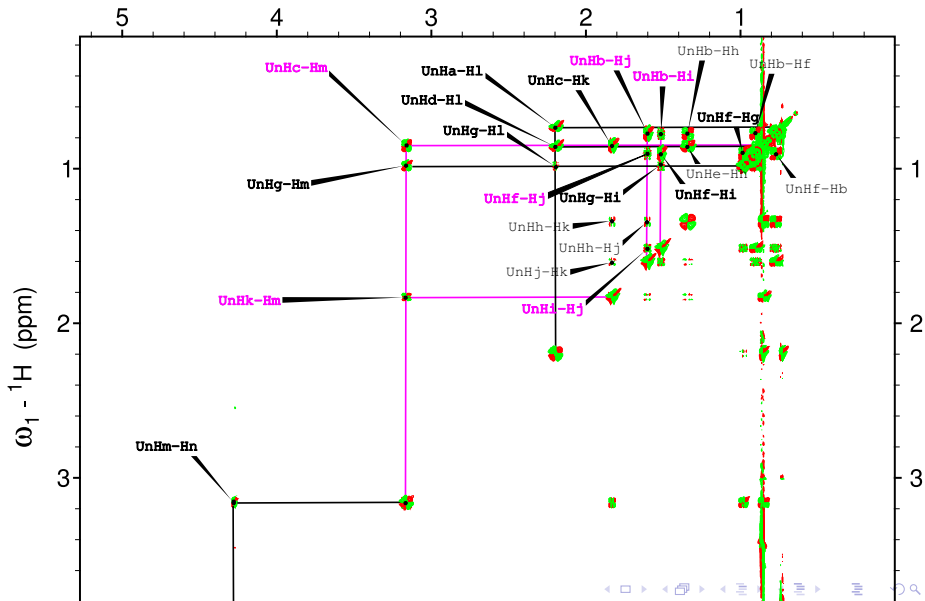 5 4 3 2 1
UnHb-Hh
UnHc-Hm UnHb-Hj UnHb-Hf
UnHa-Hl UnHc-Hk UnHb-Hi
UnHd-Hl
UnHg-Hl UnHf-Hg
1 1
UnHg-Hm UnHe-Hh UnHf-Hb
UnHf-Hj UnHg-Hi UnHf-Hi
UnHh-Hk
UnHh-Hj
UnHj-Hk
UnHk-Hm UnHi-Hj
2 2
ω1 - 1H (ppm)
UnHm-Hn
3 3